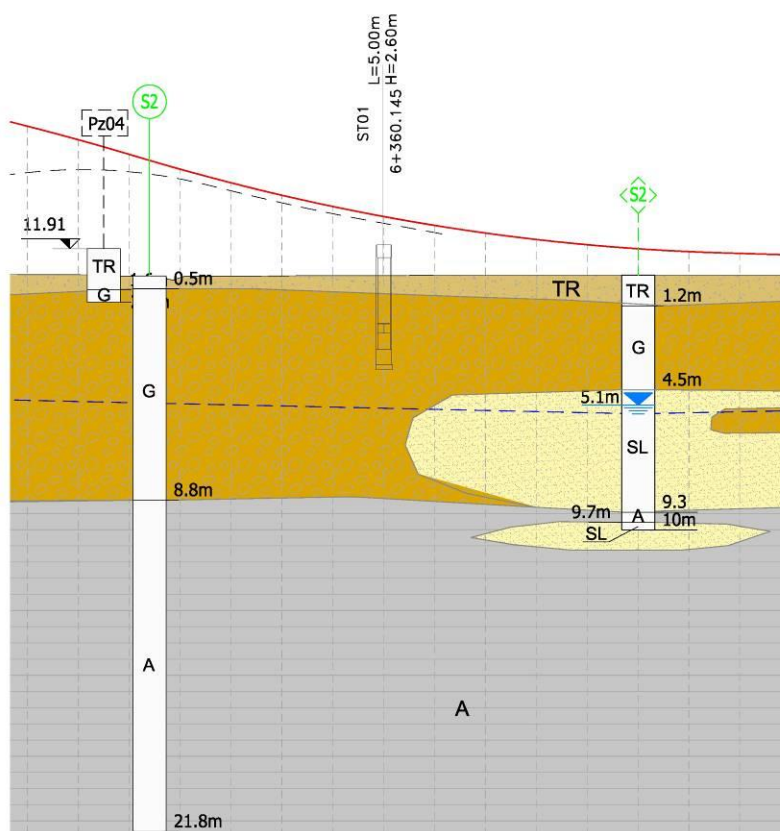 L=5.00m
6+360.145 H=2.60m
ST01
S2
Pz04
S2
11.91
TR
G
0.5m
TR
TR
1.2m
G
G
4.5m
5.1m
SL
8.8m
9.3
9.7m
A
10m
SL
A
A
21.8m